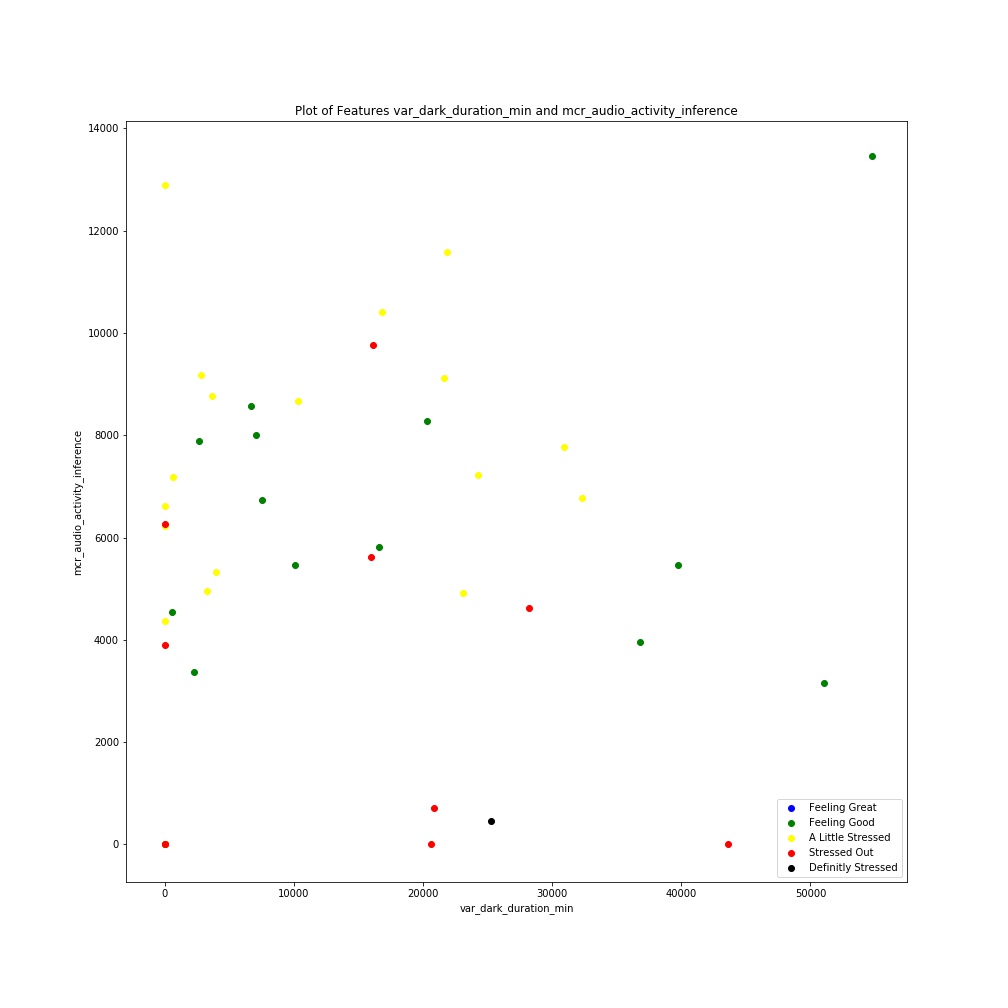 Plot of Features var_dark_duration_min and mcr_audio_activity_inference
14000
12000
10000
8000
6000
4000
2000
0
mcr_audio_activity_inference
0
10000
20000
30000
40000
50000
var_dark_duration_min
Feeling Great
Feeling Good
A Little Stressed
Stressed Out
Definitly Stressed